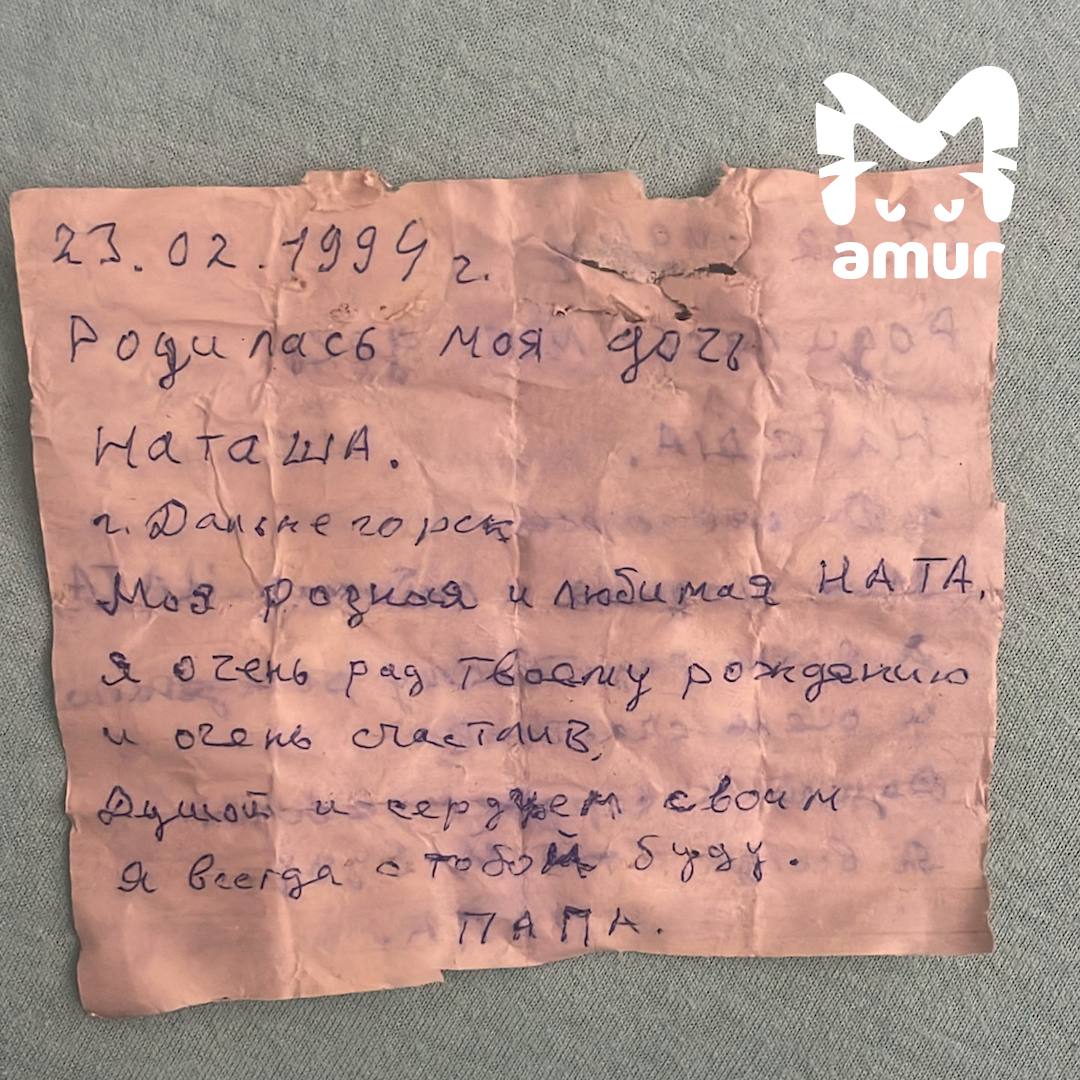 amur
23.02.1994 г.
Родилась моя дочь
Наташа.
г. Дальнегорск
Моя родная и любимая НАТА.
Я очень рад твоему рождению
и очень счастлив,
Душой и сердцем своим
Я всегда с тобой буду.
ПАПА.